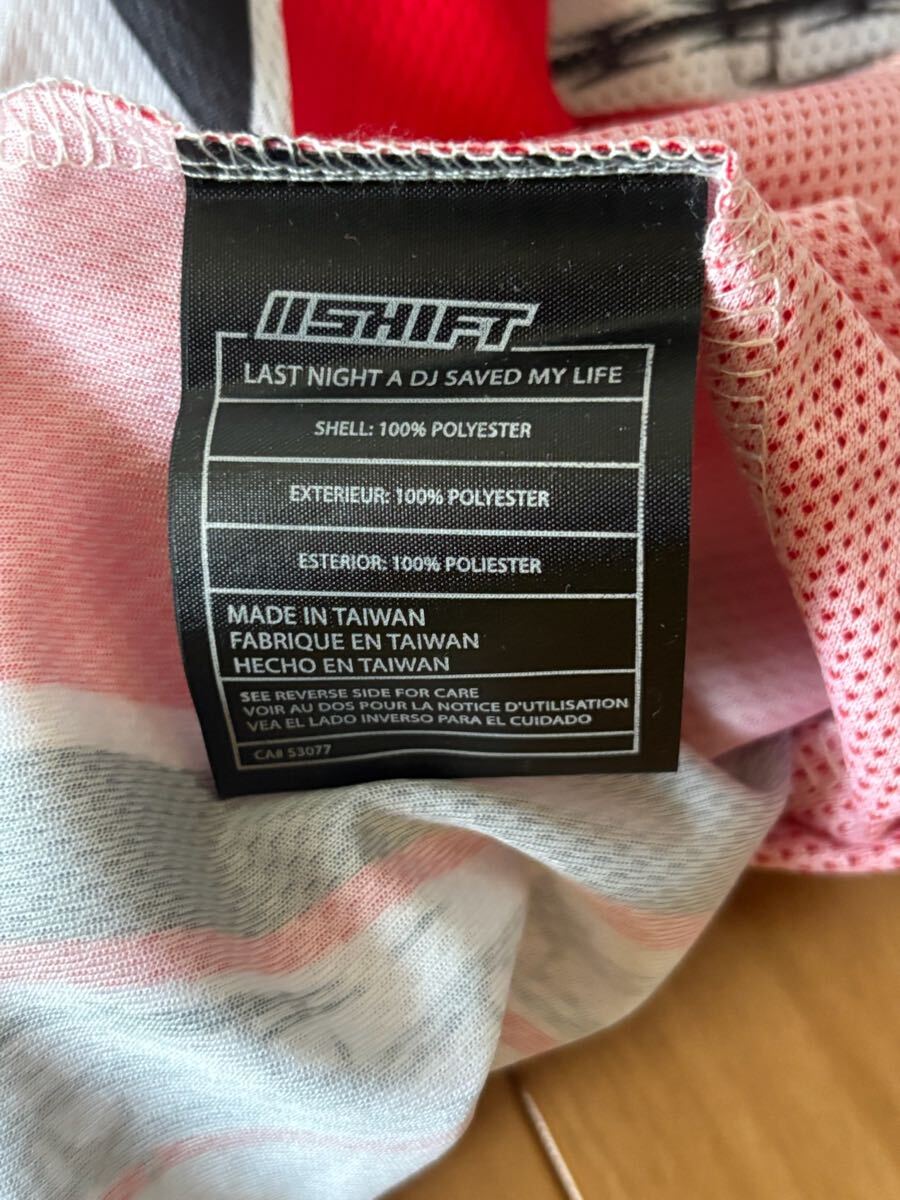 //SHIFT
LAST NIGHT A DJ SAVED MY LIFE
SHELL: 100% POLYESTER
EXTERIEUR: 100% POLYESTER
ESTERIOR: 100% POLIESTER
MADE IN TAIWAN
FABRIQUE EN TAIWAN
HECHO EN TAIWAN
SEE REVERSE SIDE FOR CARE
VOIR AU DOS POUR LA NOTICE D'UTILISATION
VEA EL LADO INVERSO PARA EL CUIDADO
CA# 53077